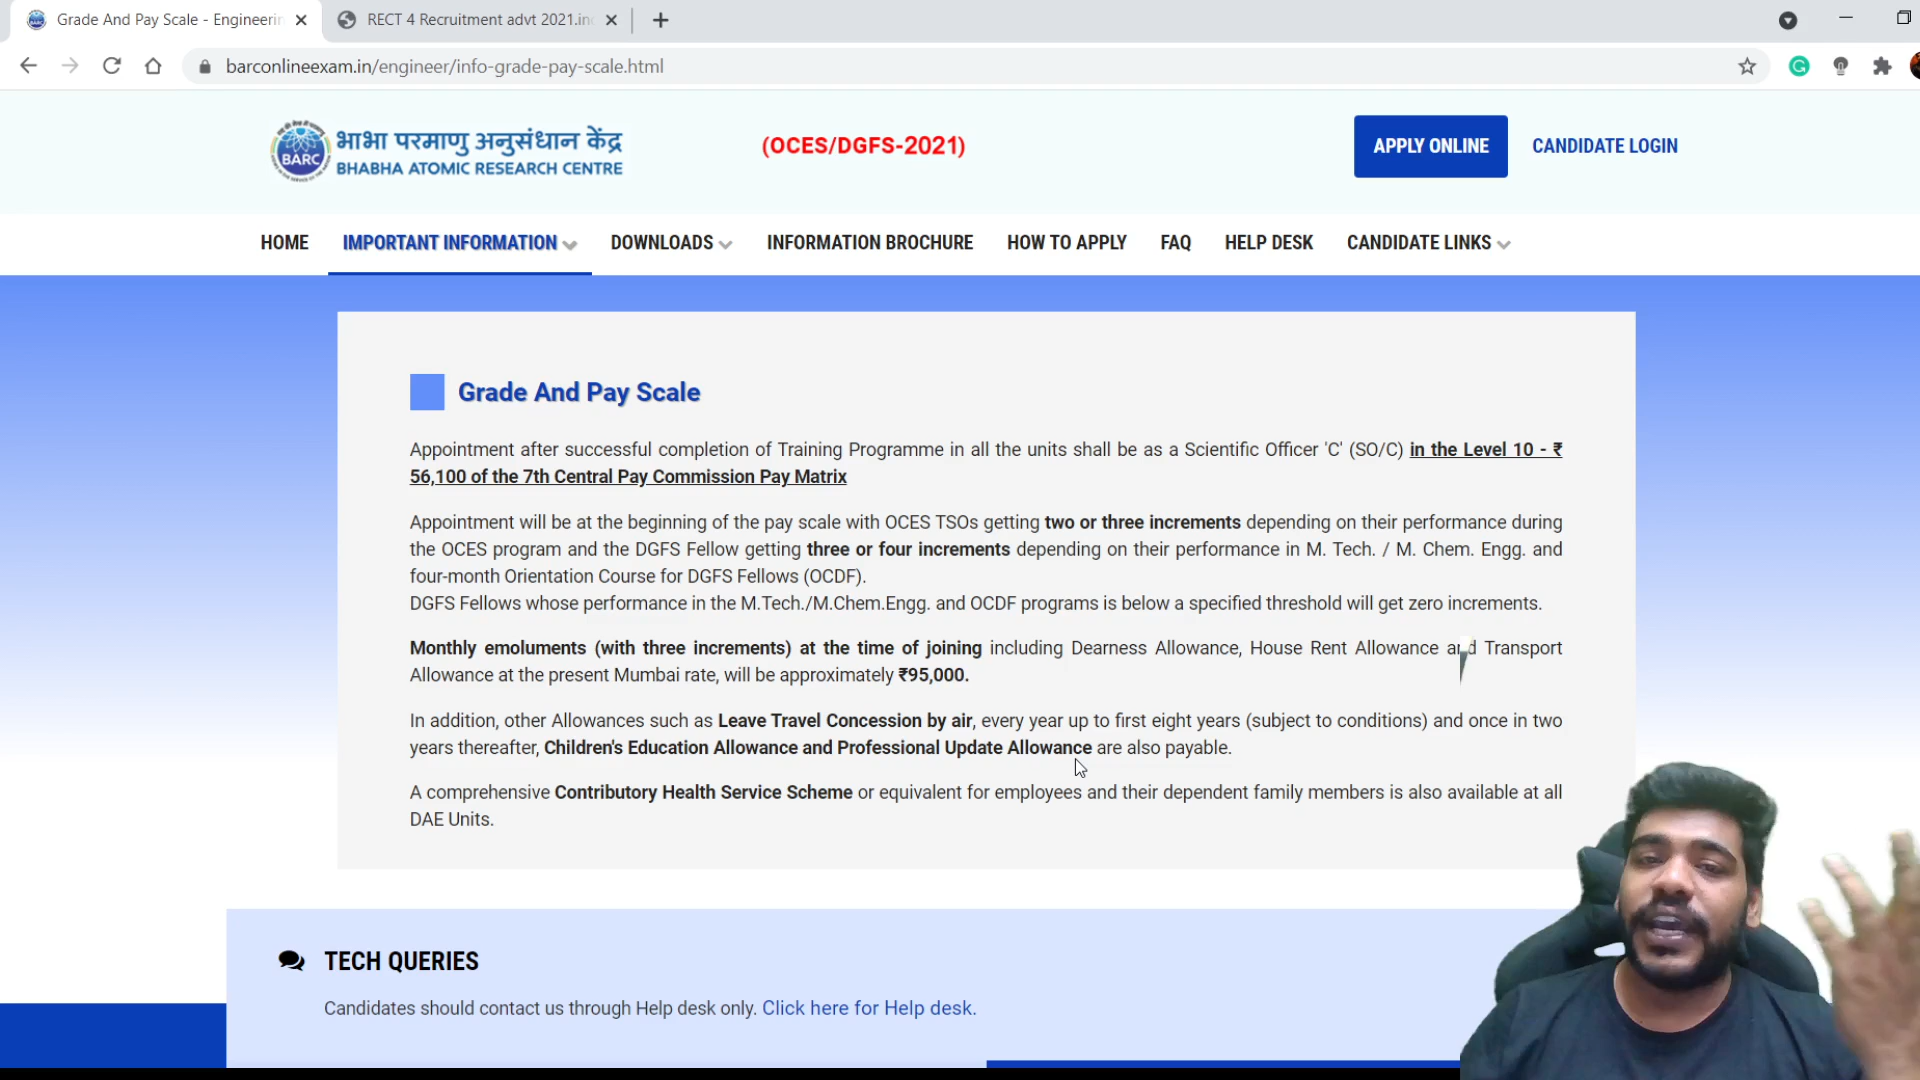 Grade And Pay Scale - Engineerin
RECT 4 Recruitment advt 2021.in
barconlineexam.in/engineer/info-grade-pay-scale.html
BARC
भाभा परमाणु अनुसंधान केंद्र
BHABHA ATOMIC RESEARCH CENTRE
(OCES/DGFS-2021)
APPLY ONLINE
CANDIDATE LOGIN
HOME
IMPORTANT INFORMATION
DOWNLOADS
INFORMATION BROCHURE
HOW TO APPLY
FAQ
HELP DESK
CANDIDATE LINKS
Grade And Pay Scale
Appointment after successful completion of Training Programme in all the units shall be as a Scientific Officer 'C' (SO/C) in the Level 10 - ₹
56,100 of the 7th Central Pay Commission Pay Matrix
Appointment will be at the beginning of the pay scale with OCES TSOs getting two or three increments depending on their performance during
the OCES program and the DGFS Fellow getting three or four increments depending on their performance in M. Tech. / M. Chem. Engg. and
four-month Orientation Course for DGFS Fellows (OCDF).
DGFS Fellows whose performance in the M.Tech./M.Chem.Engg. and OCDF programs is below a specified threshold will get zero increments.
Monthly emoluments (with three increments) at the time of joining including Dearness Allowance, House Rent Allowance and Transport
Allowance at the present Mumbai rate, will be approximately ₹95,000.
In addition, other Allowances such as Leave Travel Concession by air, every year up to first eight years (subject to conditions) and once in two
years thereafter, Children's Education Allowance and Professional Update Allowance are also payable.
A comprehensive Contributory Health Service Scheme or equivalent for employees and their dependent family members is also available at all
DAE Units.
TECH QUERIES
Candidates should contact us through Help desk only. Click here for Help desk.